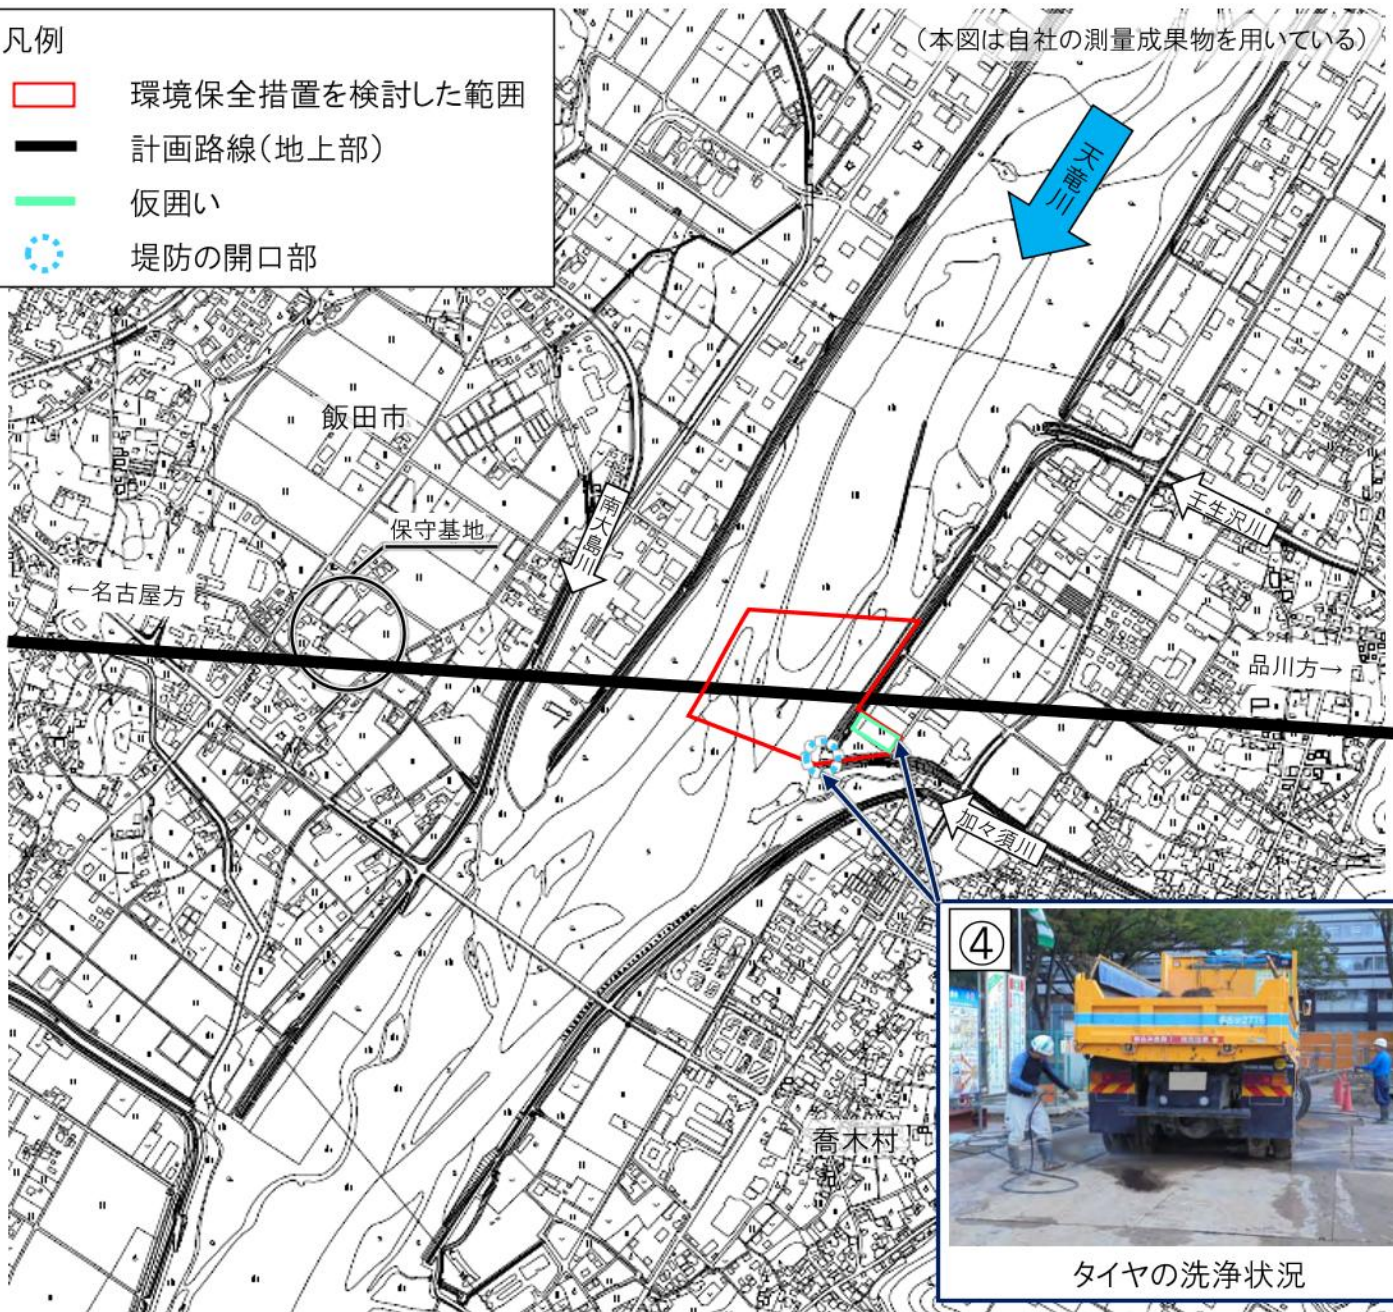 凡例
(本図は自社の測量成果物を用いている)
環境保全措置を検討した範囲
計画路線(地上部)
仮囲い
堤防の開口部
天竜川
飯田市
南大島川
壬生沢川
保守基地
←名古屋方
品川方→
加々須川
④
喬木村
タイヤの洗浄状況